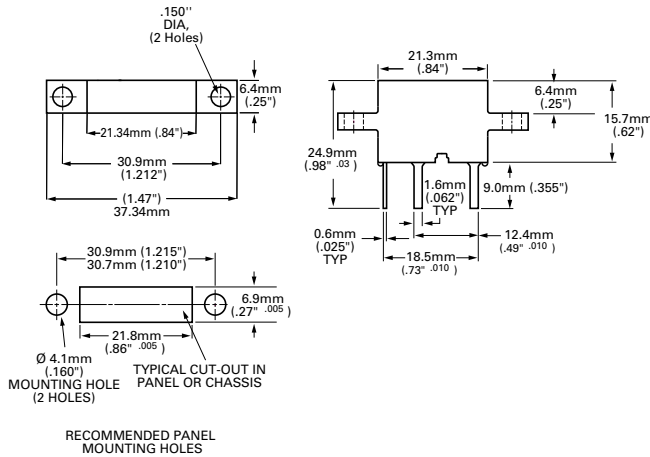 .150"
DIA,
(2 Holes)
6.4mm
(.25")
21.34mm (.84")
30.9mm
(1.212")
(1.47")
37.34mm
21.3mm
(.84")
6.4mm
(.25")
15.7mm
(.62")
24.9mm
(.98" .03 )
1.6mm
(.062")
TYP
9.0mm (.355")
0.6mm
(.025")
TYP
12.4mm
(.49" .010 )
18.5mm
(.73" .010 )
30.9mm (1.215")
30.7mm (1.210")
6.9mm
(.27" .005 )
21.8mm
(.86" .005 )
Ø 4.1mm
(.160")
MOUNTING HOLE
(2 HOLES)
TYPICAL CUT-OUT IN
PANEL OR CHASSIS
RECOMMENDED PANEL
MOUNTING HOLES